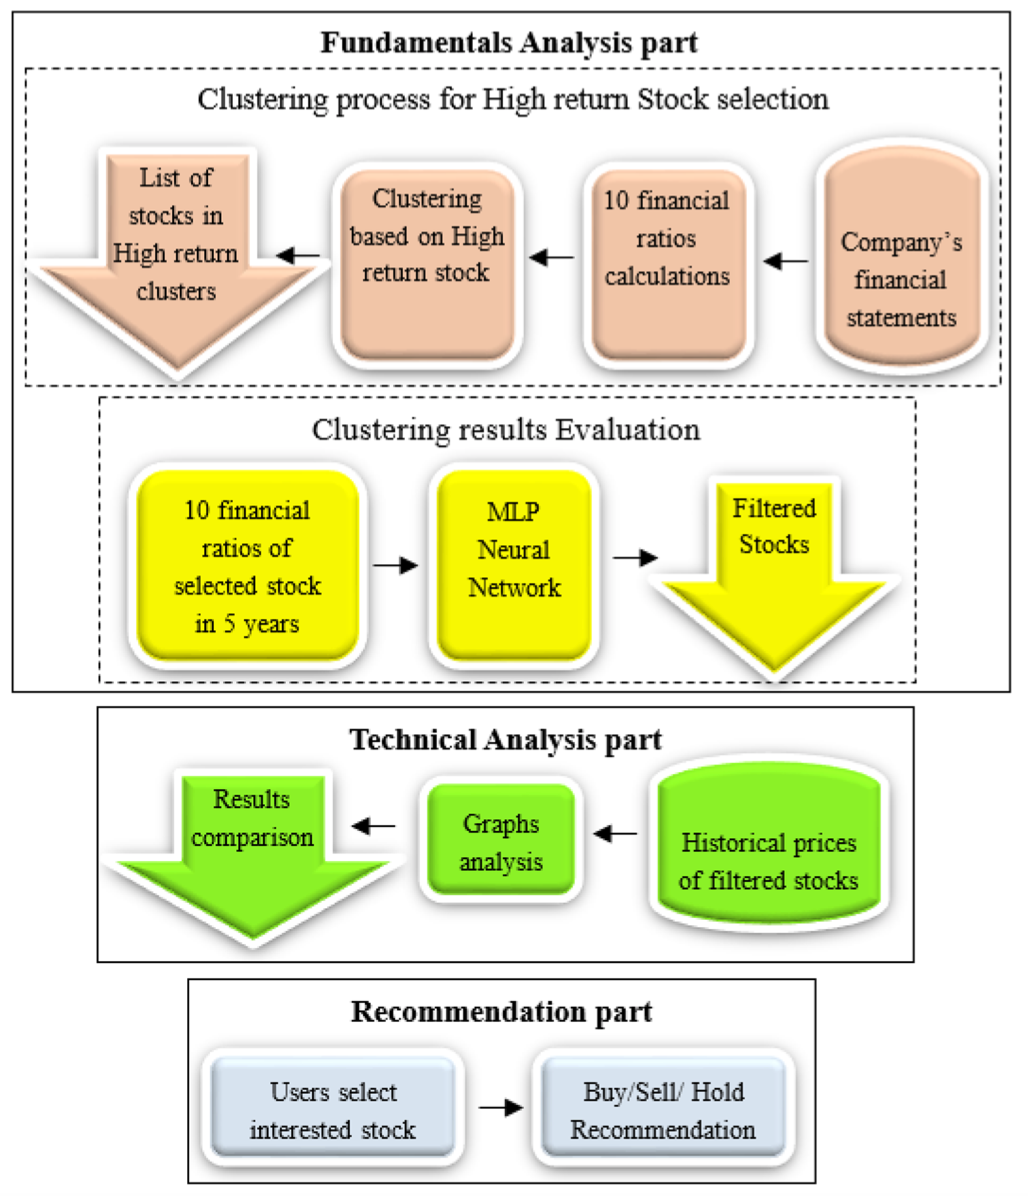 Fundamentals Analysis part
Clustering process for High return Stock selection
List of
stocks in
High return
clusters
Clustering
based on High
return stock
10 financial
ratios
calculations
Company's
financial
statements
Clustering results Evaluation
10 financial
ratios of
selected stock
in 5 years
MLP
Neural
Network
Filtered
Stocks
Technical Analysis part
Results
comparison
Graphs
analysis
Historical prices
of filtered stocks
Recommendation part
Users select
interested stock
Buy/Sell/ Hold
Recommendation